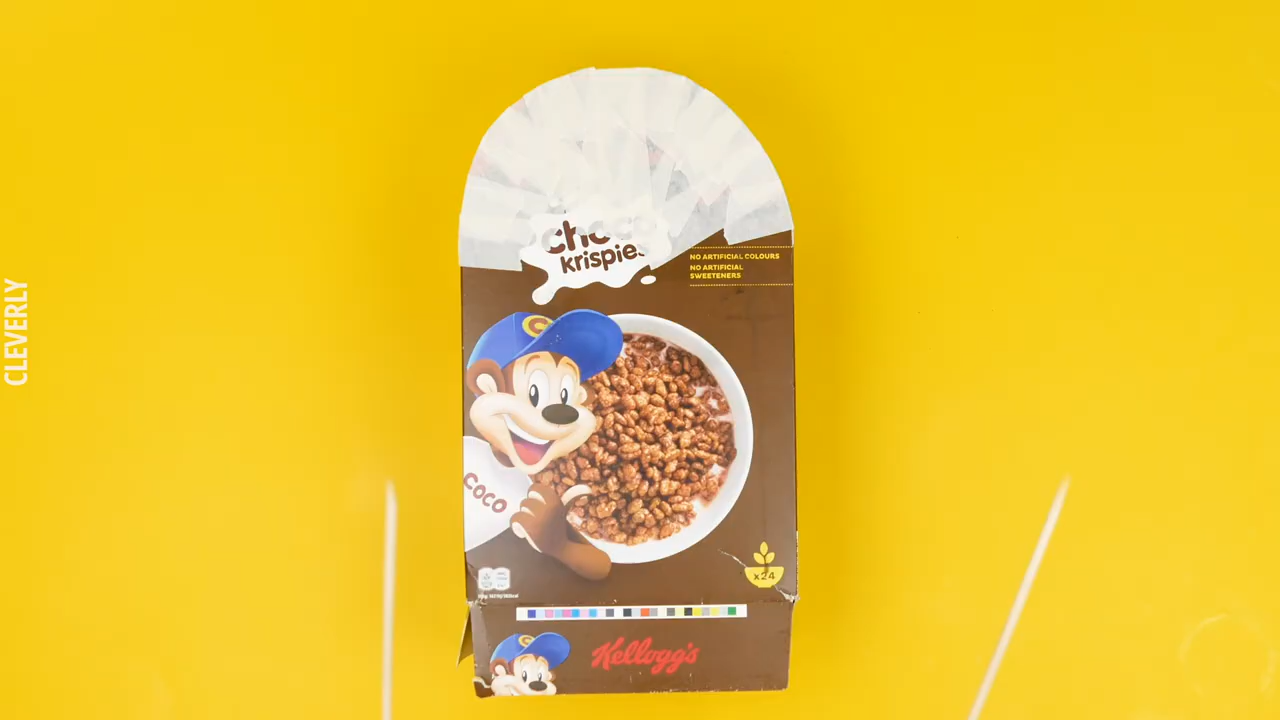 CLEVERLY
choco
krispies
NO ARTIFICIAL COLOURS
NO ARTIFICIAL
SWEETENERS
C
COCO
x24
C
Kellogg's